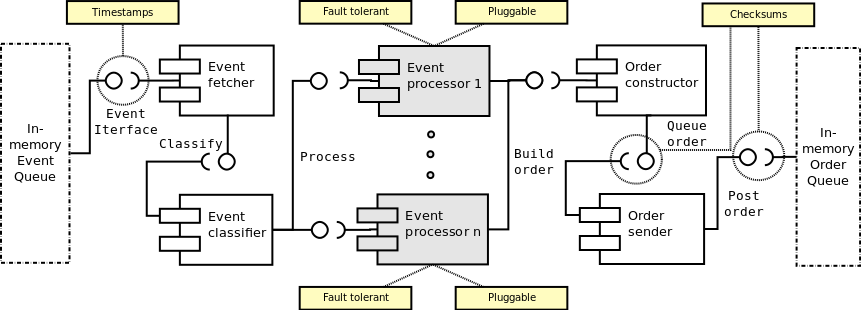 Timestamps
Fault tolerant
Pluggable
Checksums
In-
memory
Event
Queue
Event
Iterface
Event
fetcher
Classify
Event
classifier
Process
Event
processor 1
Event
processor n
Build
order
Order
constructor
Queue
order
Order
sender
Post
order
In-
memory
Order
Queue
Fault tolerant
Pluggable